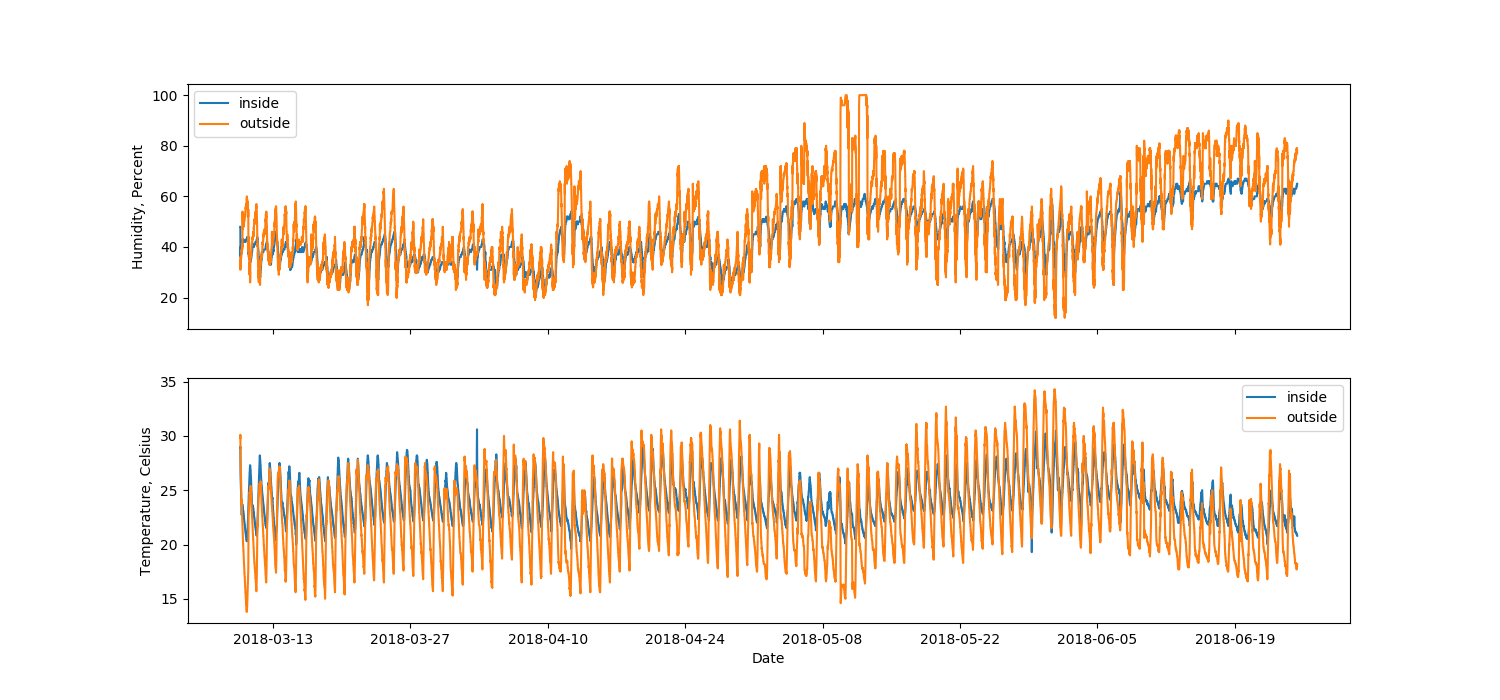 100
80
60
40
20
Humidity, Percent
inside
outside
35
30
25
20
15
Temperature, Celsius
inside
outside
2018-03-13 2018-03-27 2018-04-10 2018-04-24 2018-05-08 2018-05-22 2018-06-05 2018-06-19
Date